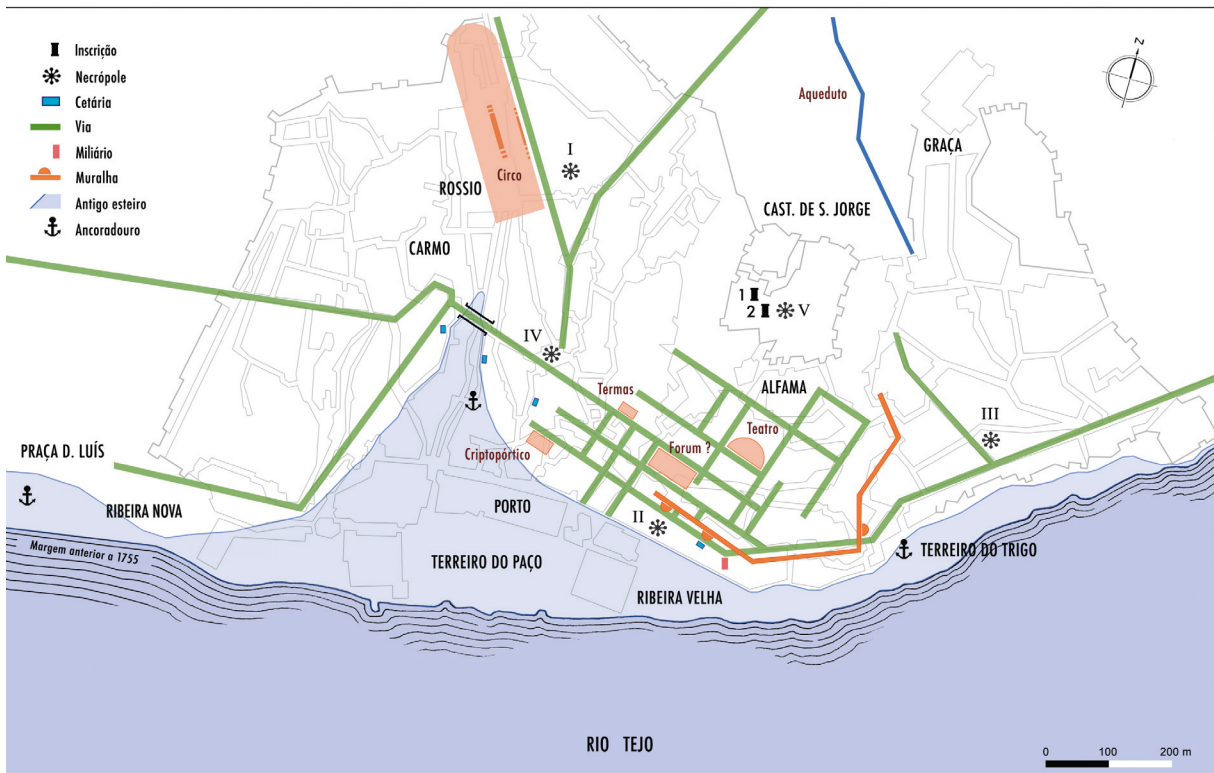 Inscrição
Necrópole
Cetária
Via
Miliário
Muralha
Antigo esteiro
Ancoradouro
Z
Aqueduto
GRAÇA
I
Circo
ROSSIO
CAST. DE S. JORGE
CARMO
1
2 V
IV
Termas
ALFAMA
Teatro
III
Forum ?
Criptopórtico
PRAÇA D. LUÍS
RIBEIRA NOVA
PORTO
II
Margem anterior a 1755
TERREIRO DO PAÇO
TERREIRO DO TRIGO
RIBEIRA VELHA
RIO TEJO
0 100 200 m